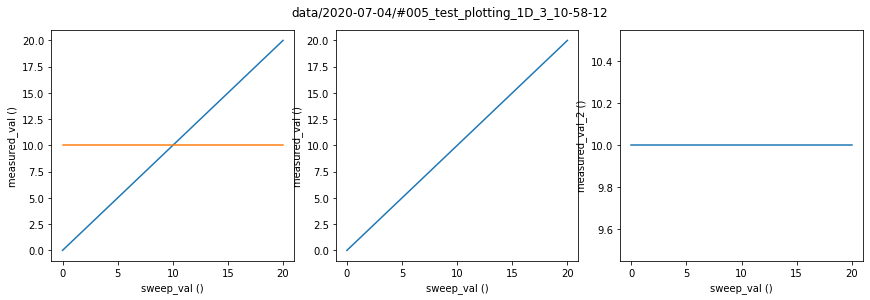 data/2020-07-04/#005_test_plotting_1D_3_10-58-12
20.0
17.5
15.0
12.5
10.0
7.5
5.0
2.5
0.0
measured_val ()
0 5 10 15 20
sweep_val ()
20.0
17.5
15.0
12.5
10.0
7.5
5.0
2.5
0.0
measured_val ()
0 5 10 15 20
sweep_val ()
10.4
10.2
10.0
9.8
9.6
measured_val_2 ()
0 5 10 15 20
sweep_val ()